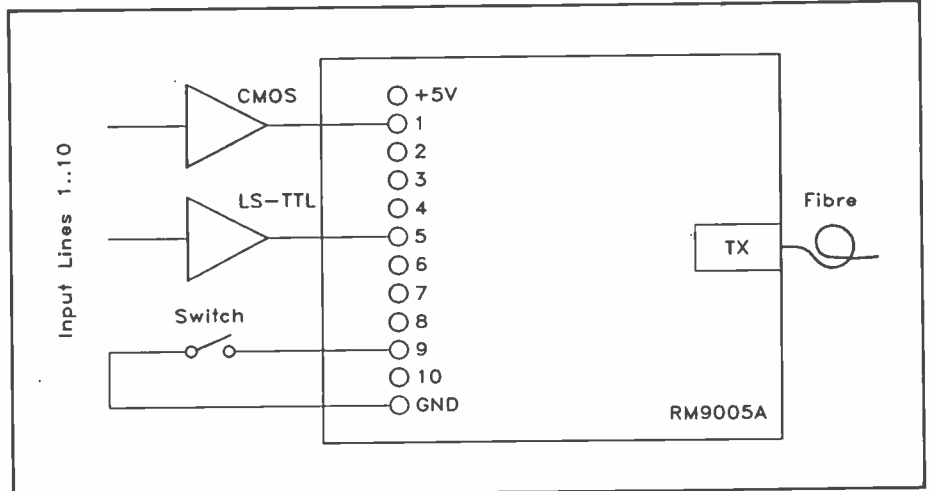 Input Lines 1..10
CMOS
LS-TTL
Switch
+5V
1
2
3
4
5
6
7
8
9
10
GND
TX
Fibre
RM9005A